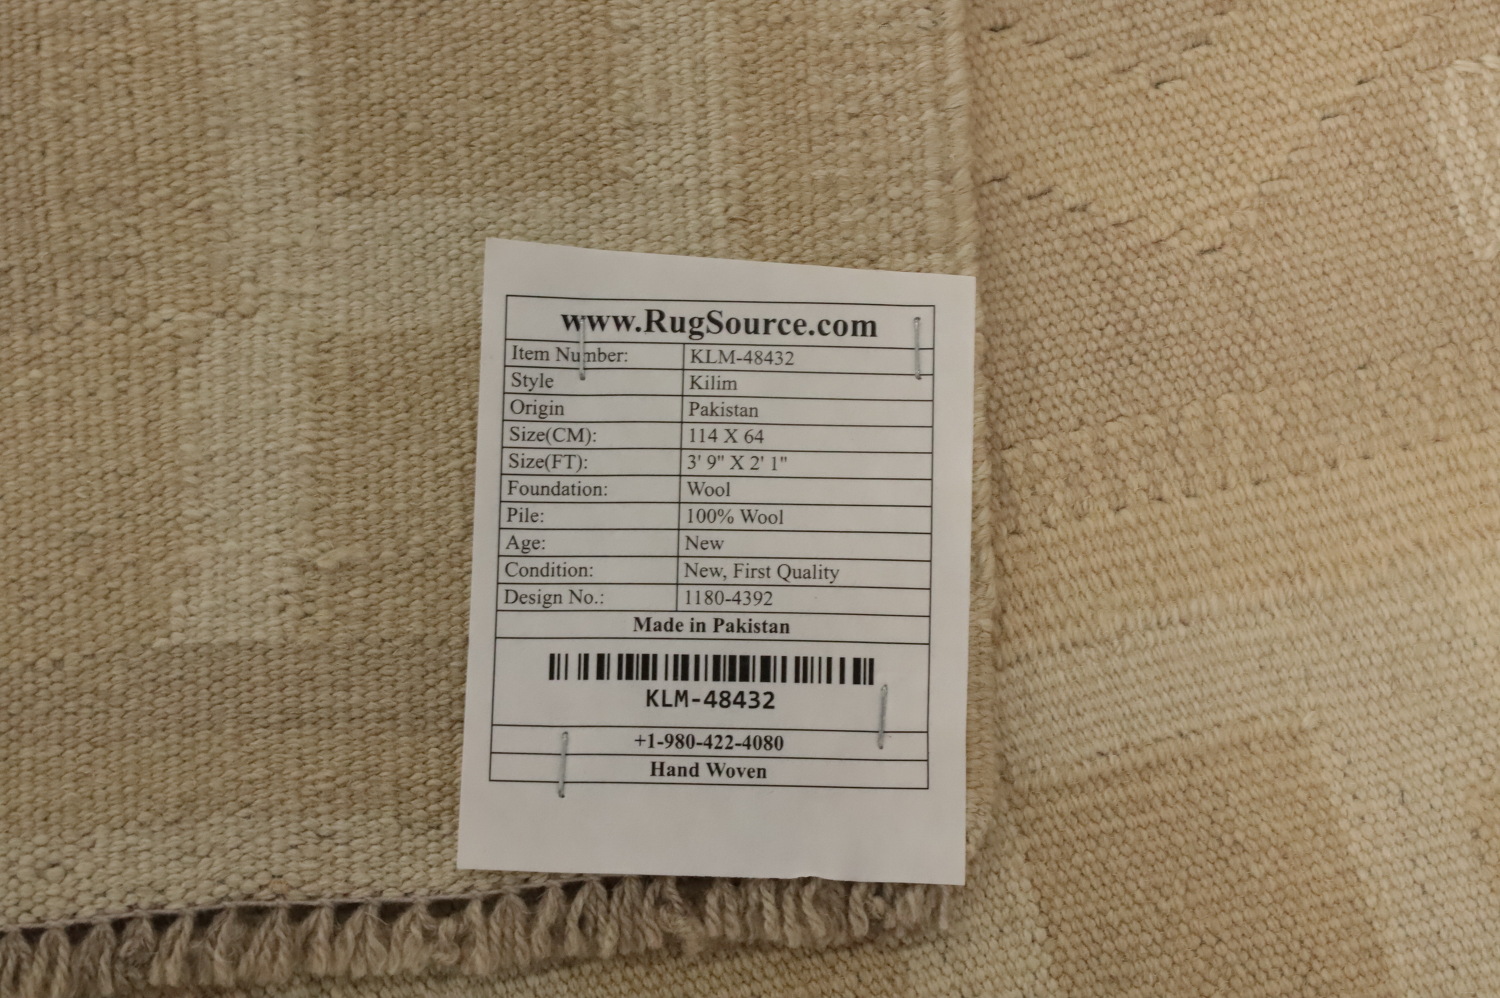 www.RugSource.com
Item Number: KLM-48432
Style Kilim
Origin Pakistan
Size(CM): 114 X 64
Size(FT): 3' 9" X 2' 1"
Foundation: Wool
Pile: 100% Wool
Age: New
Condition: New, First Quality
Design No.: 1180-4392
Made in Pakistan
KLM-48432
+1-980-422-4080
Hand Woven